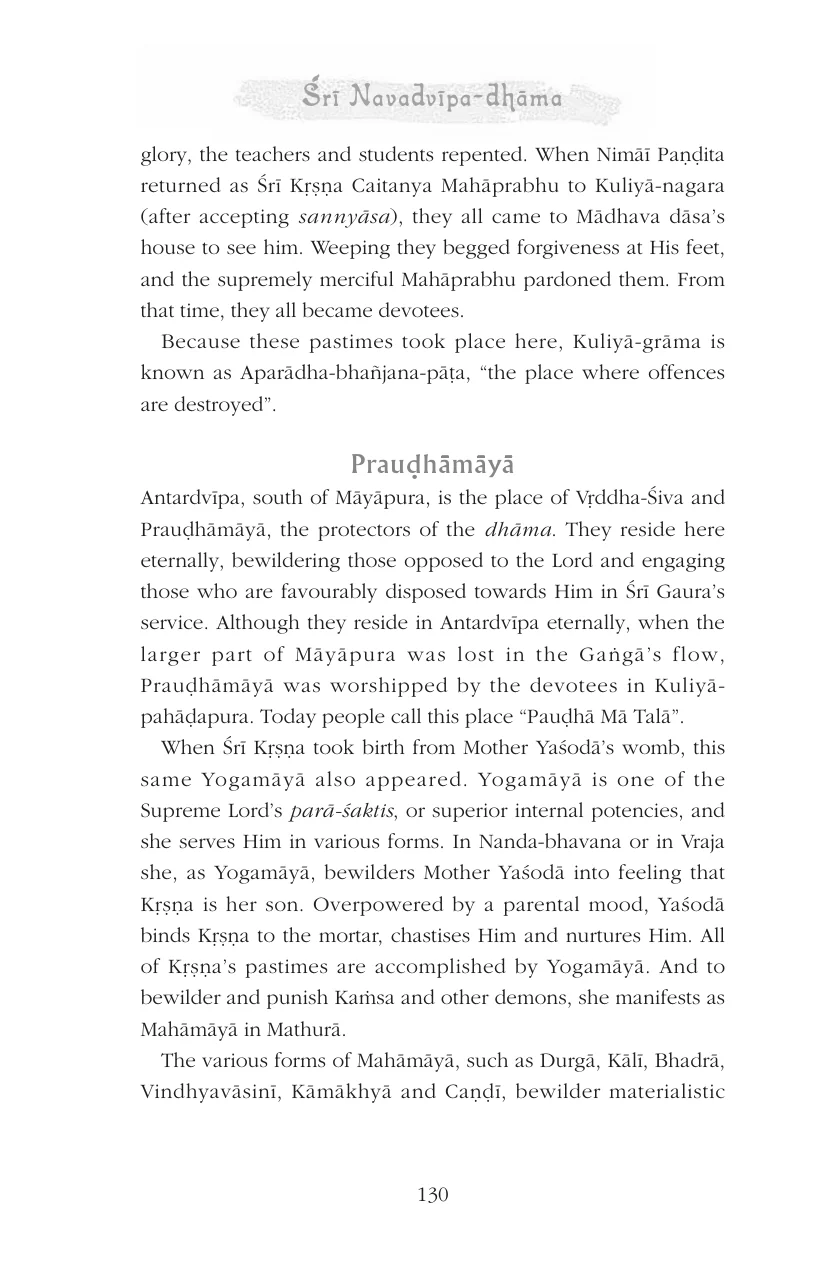 Śrī Navadvīpa-dhāma
glory, the teachers and students repented. When Nimāī Paṇḍita
returned as Śrī Kṛṣṇa Caitanya Mahāprabhu to Kuliyā-nagara
(after accepting sannyāsa), they all came to Mādhava dāsa’s
house to see him. Weeping they begged forgiveness at His feet,
and the supremely merciful Mahāprabhu pardoned them. From
that time, they all became devotees.
Because these pastimes took place here, Kuliyā-grāma is
known as Aparādha-bhañjana-pāṭa, “the place where offences
are destroyed”.
Prauḍhāmāyā
Antardvīpa, south of Māyāpura, is the place of Vṛddha-Śiva and
Prauḍhāmāyā, the protectors of the dhāma. They reside here
eternally, bewildering those opposed to the Lord and engaging
those who are favourably disposed towards Him in Śrī Gaura’s
service. Although they reside in Antardvīpa eternally, when the
larger part of Māyāpura was lost in the Gaṅgā’s flow,
Prauḍhāmāyā was worshipped by the devotees in Kuliyā-
pahāḍapura. Today people call this place “Pauḍhā Mā Talā”.
When Śrī Kṛṣṇa took birth from Mother Yaśodā’s womb, this
same Yogamāyā also appeared. Yogamāyā is one of the
Supreme Lord’s parā-śaktis, or superior internal potencies, and
she serves Him in various forms. In Nanda-bhavana or in Vraja
she, as Yogamāyā, bewilders Mother Yaśodā into feeling that
Kṛṣṇa is her son. Overpowered by a parental mood, Yaśodā
binds Kṛṣṇa to the mortar, chastises Him and nurtures Him. All
of Kṛṣṇa’s pastimes are accomplished by Yogamāyā. And to
bewilder and punish Kaṁsa and other demons, she manifests as
Mahāmāyā in Mathurā.
The various forms of Mahāmāyā, such as Durgā, Kālī, Bhadrā,
Vindhyavāsinī, Kāmākhyā and Caṇḍī, bewilder materialistic
130